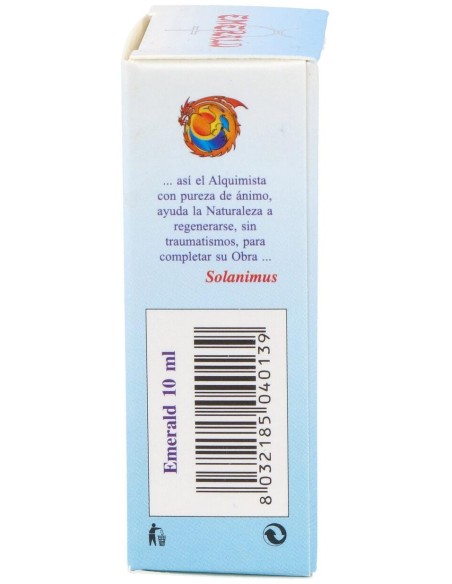 EMERALD
... así el Alquimista
con pureza de ánimo,
ayuda la Naturaleza a
regenerarse, sin
traumatismos, para
completar su Obra ...
Solanimus
Emerald 10 ml
8 032185 040139